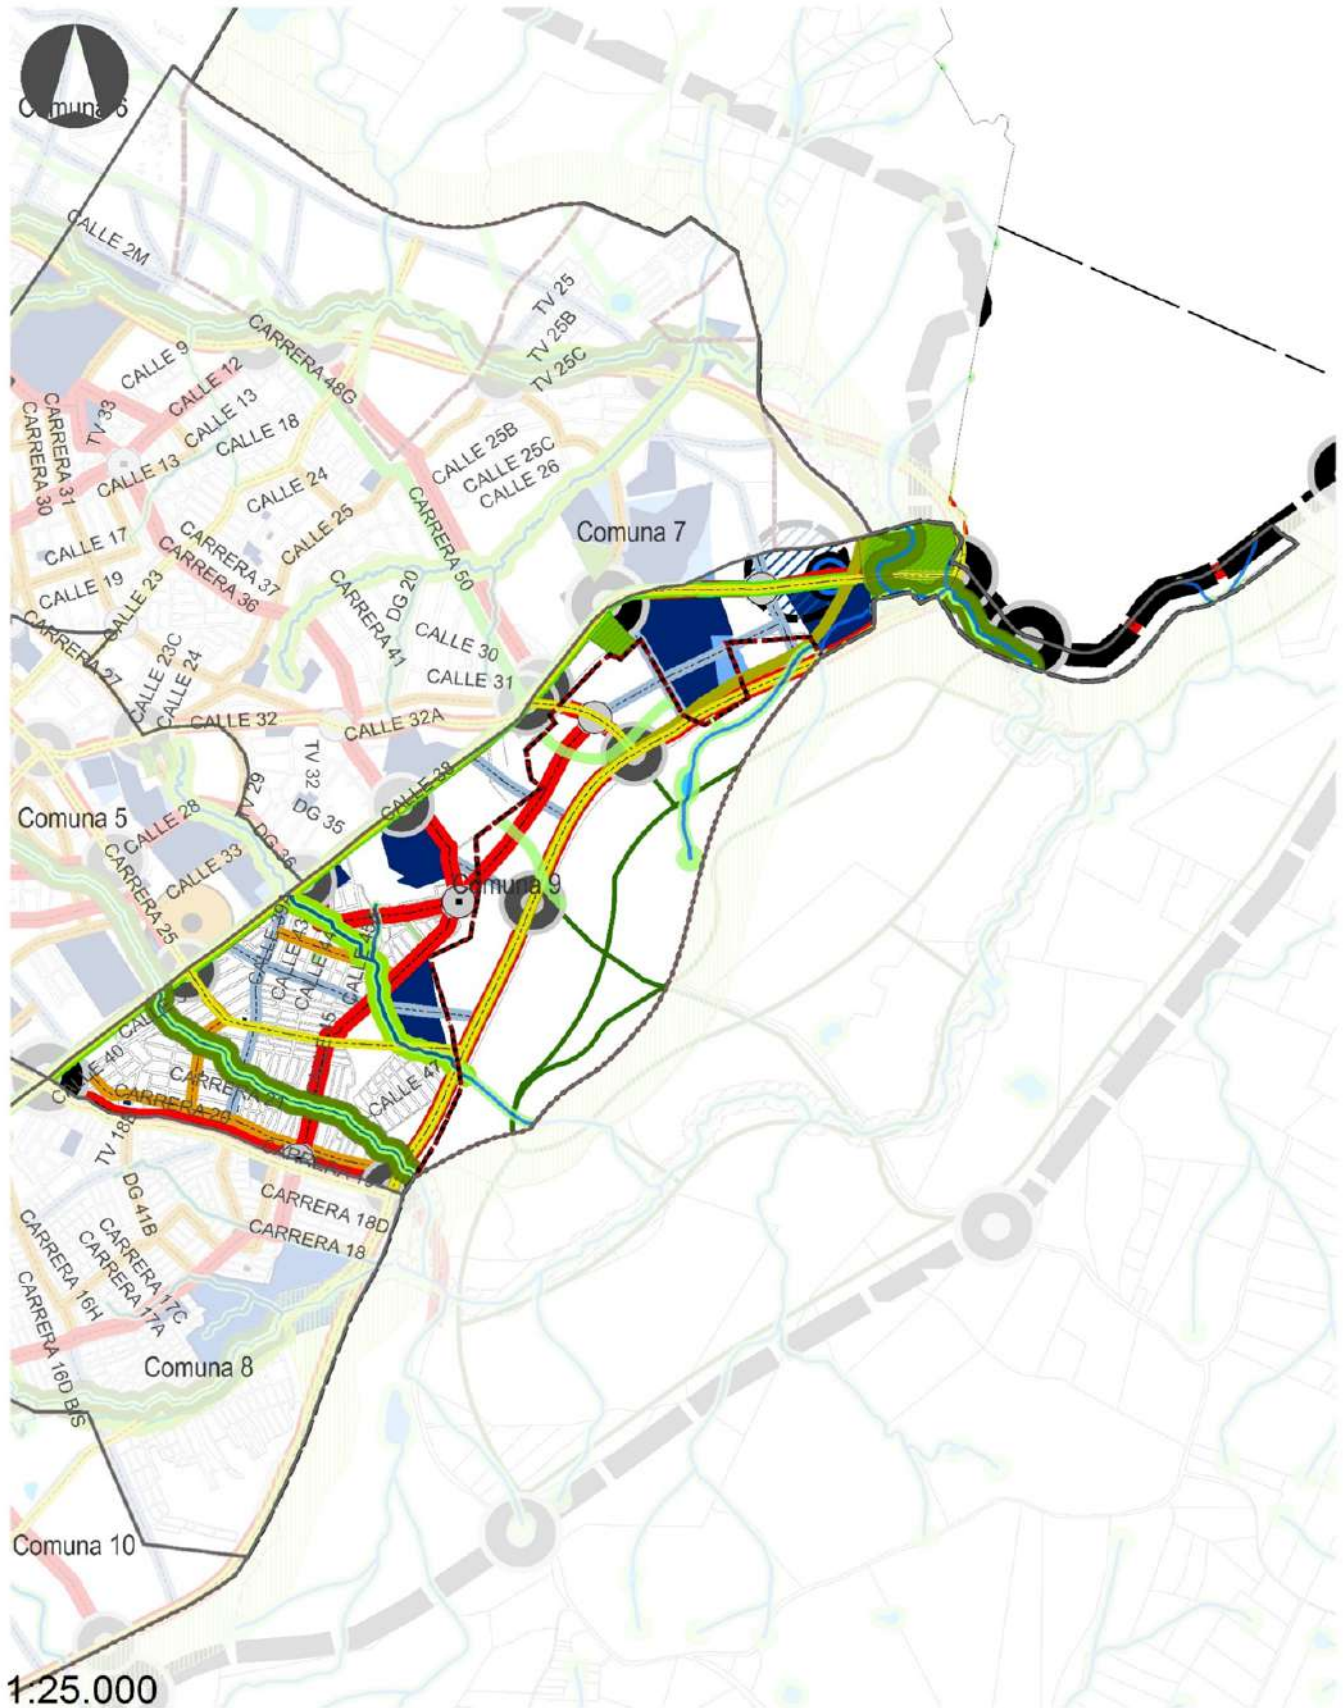 Comuna 6
CALLE 2M
TV 25
TV 25B
TV 25C
CARRERA 48G
CALLE 9
CALLE 12
CALLE 13
CALLE 18
TV 33
CARRERA 31
CARRERA 30
CALLE 13
CALLE 24
CALLE 25
CALLE 25B
CALLE 25C
CALLE 26
CALLE 17
CALLE 19
CALLE 23
CARRERA 37
CARRERA 36
CARRERA 50
Comuna 7
DG 20
CARRERA 41
CALLE 30
CALLE 31
CARRERA 27
CALLE 23C
CALLE 24
CALLE 32
CALLE 32A
TV 32
CALLE 38
DG 35
DG 36
Comuna 5
CALLE 28
CALLE 33
CARRERA 25
Comuna 9
CALLE 43
CALLE 40
CARRERA 20
CALLE 47
TV 18B
DG 41B
CARRERA 18D
CARRERA 18
CARRERA 17C
CARRERA 17A
CARRERA 16H
CARRERA 16D BIS
Comuna 8
Comuna 10
1:25.000